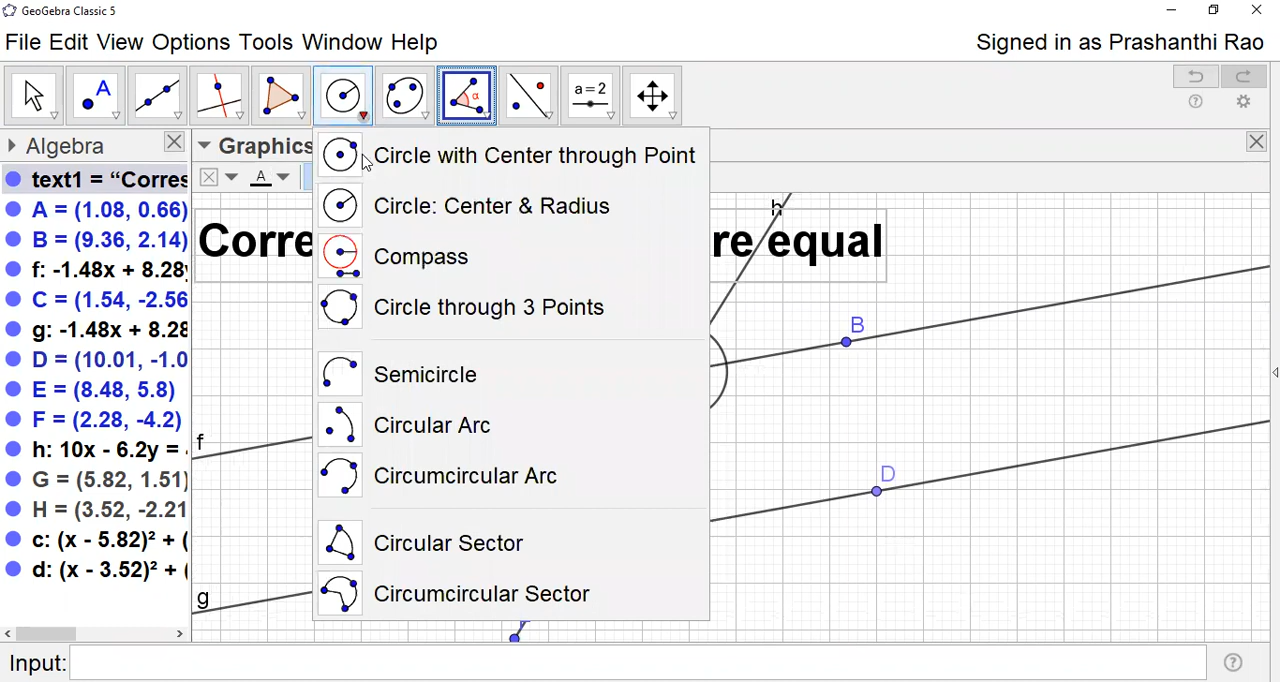 GeoGebra Classic 5
File Edit View Options Tools Window Help
Signed in as Prashanthi Rao
A
α
a=2
Algebra
Graphics
A
text1 = “Corres
A = (1.08, 0.66)
B = (9.36, 2.14)
f: -1.48x + 8.28y
C = (1.54, -2.56
g: -1.48x + 8.28
D = (10.01, -1.0
E = (8.48, 5.8)
F = (2.28, -4.2)
h: 10x - 6.2y =
G = (5.82, 1.51)
H = (3.52, -2.21
c: (x - 5.82)² + (
d: (x - 3.52)² + (
Circle with Center through Point
Circle: Center & Radius
Compass
Circle through 3 Points
Semicircle
Circular Arc
Circumcircular Arc
Circular Sector
Circumcircular Sector
Corre
re equal
h
B
f
D
g
Input: